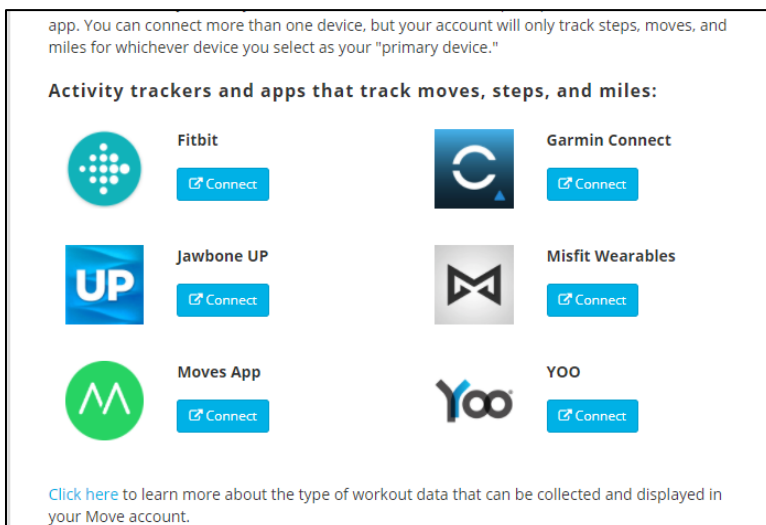 app. You can connect more than one device, but your account will only track steps, moves, and
miles for whichever device you select as your "primary device."
Activity trackers and apps that track moves, steps, and miles:
Fitbit
Connect
Garmin Connect
Connect
UP
Jawbone UP
Connect
Misfit Wearables
Connect
Moves App
Connect
Yoo
YOO
Connect
Click here to learn more about the type of workout data that can be collected and displayed in
your Move account.